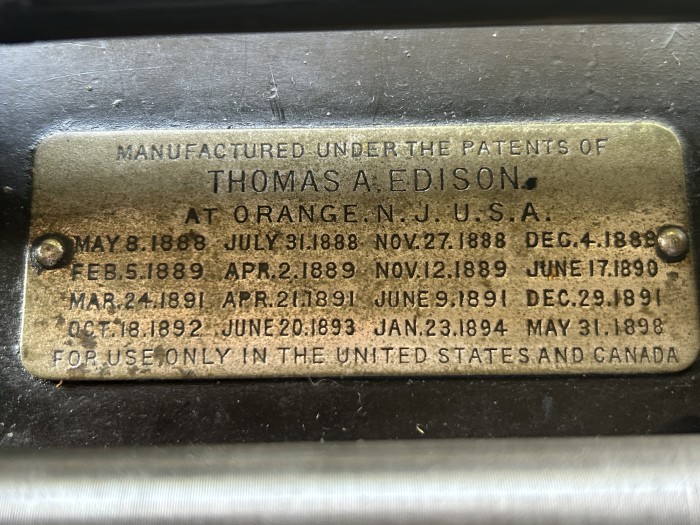 MANUFACTURED UNDER THE PATENTS OF
THOMAS A. EDISON.
AT ORANGE. N. J. U. S. A.
MAY 8.1888 JULY 31.1888 NOV. 27.1888 DEC. 4.1888
FEB. 5.1889 APR. 2.1889 NOV. 12.1889 JUNE 17.1890
MAR. 24.1891 APR. 21.1891 JUNE 9.1891 DEC. 29.1891
OCT. 18.1892 JUNE 20.1893 JAN. 23.1894 MAY 31.1898
FOR USE ONLY IN THE UNITED STATES AND CANADA